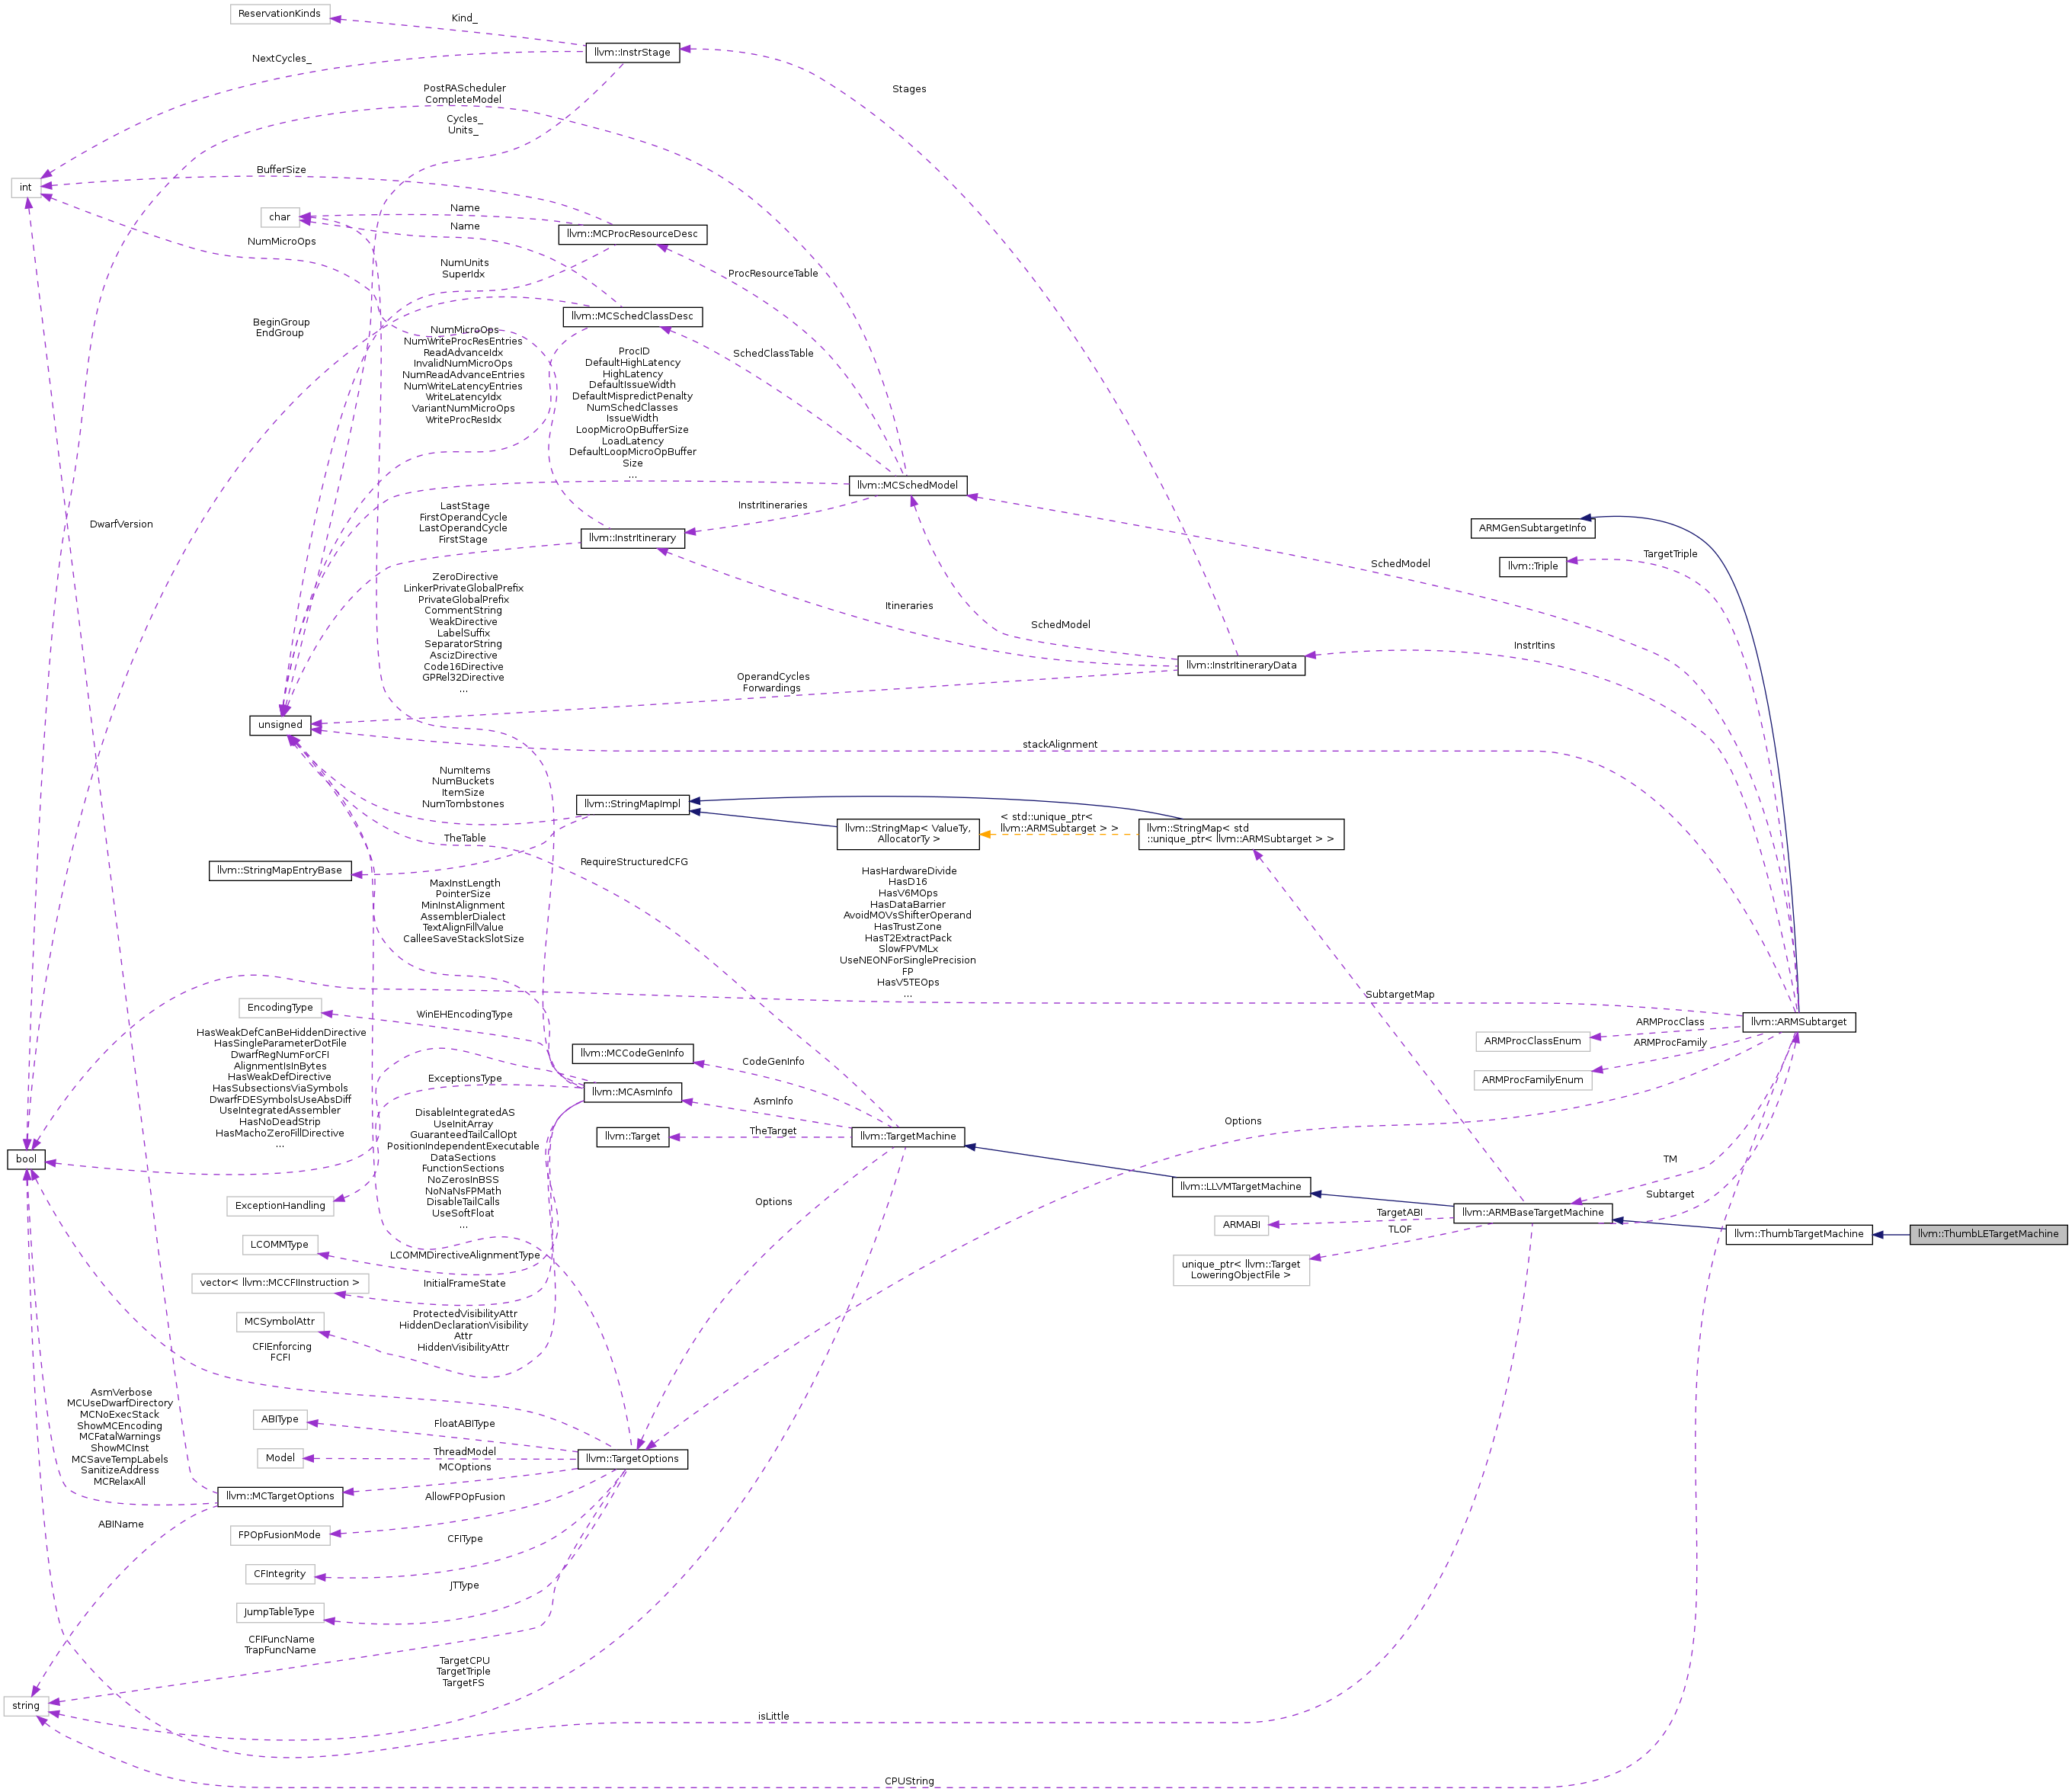 ReservationKinds
Kind_
llvm::InstrStage
NextCycles_
Stages
PostRAScheduler
CompleteModel
Cycles_
Units_
BufferSize
int
char
Name
Name
llvm::MCProcResourceDesc
NumMicroOps
NumUnits
SuperIdx
ProcResourceTable
llvm::MCSchedClassDesc
BeginGroup
EndGroup
NumMicroOps
NumWriteProcResEntries
ReadAdvanceIdx
InvalidNumMicroOps
NumReadAdvanceEntries
NumWriteLatencyEntries
WriteLatencyIdx
VariantNumMicroOps
WriteProcResIdx
ProcID
DefaultHighLatency
HighLatency
DefaultIssueWidth
DefaultMispredictPenalty
NumSchedClasses
IssueWidth
LoopMicroOpBufferSize
LoadLatency
DefaultLoopMicroOpBuffer
Size
...
SchedClassTable
llvm::MCSchedModel
DwarfVersion
LastStage
FirstOperandCycle
LastOperandCycle
FirstStage
InstrItineraries
llvm::InstrItinerary
ARMGenSubtargetInfo
TargetTriple
llvm::Triple
SchedModel
ZeroDirective
LinkerPrivateGlobalPrefix
PrivateGlobalPrefix
CommentString
WeakDirective
LabelSuffix
SeparatorString
AscizDirective
Code16Directive
GPRel32Directive
...
Itineraries
SchedModel
InstrItins
llvm::InstrItineraryData
OperandCycles
Forwardings
unsigned
stackAlignment
NumItems
NumBuckets
ItemSize
NumTombstones
llvm::StringMapImpl
llvm::StringMap< ValueTy,
AllocatorTy >
< std::unique_ptr<
llvm::ARMSubtarget > >
llvm::StringMap< std
::unique_ptr< llvm::ARMSubtarget > >
TheTable
llvm::StringMapEntryBase
RequireStructuredCFG
HasHardwareDivide
HasD16
HasV6MOps
HasDataBarrier
AvoidMOVsShifterOperand
HasTrustZone
HasT2ExtractPack
SlowFPVMLx
UseNEONForSinglePrecision
FP
HasV5TEOps
...
MaxInstLength
PointerSize
MinInstAlignment
AssemblerDialect
TextAlignFillValue
CalleeSaveStackSlotSize
SubtargetMap
EncodingType
WinEHEncodingType
llvm::ARMSubtarget
ARMProcClass
ARMProcClassEnum
ARMProcFamily
ARMProcFamilyEnum
HasWeakDefCanBeHiddenDirective
HasSingleParameterDotFile
DwarfRegNumForCFI
AlignmentIsInBytes
HasWeakDefDirective
HasSubsectionsViaSymbols
DwarfFDESymbolsUseAbsDiff
UseIntegratedAssembler
HasNoDeadStrip
HasMachoZeroFillDirective
...
llvm::MCCodeGenInfo
CodeGenInfo
ExceptionsType
llvm::MCAsmInfo
AsmInfo
DisableIntegratedAS
UseInitArray
GuaranteedTailCallOpt
PositionIndependentExecutable
DataSections
FunctionSections
NoZerosInBSS
NoNaNsFPMath
DisableTailCalls
UseSoftFloat
...
llvm::Target
TheTarget
llvm::TargetMachine
Options
bool
TM
llvm::LLVMTargetMachine
Subtarget
Options
ExceptionHandling
llvm::ARMBaseTargetMachine
TargetABI
ARMABI
TLOF
llvm::ThumbTargetMachine
llvm::ThumbLETargetMachine
LCOMMType
LCOMMDirectiveAlignmentType
unique_ptr< llvm::Target
LoweringObjectFile >
vector< llvm::MCCFIInstruction >
InitialFrameState
MCSymbolAttr
ProtectedVisibilityAttr
HiddenDeclarationVisibility
Attr
HiddenVisibilityAttr
CFIEnforcing
FCFI
AsmVerbose
MCUseDwarfDirectory
MCNoExecStack
ShowMCEncoding
MCFatalWarnings
ShowMCInst
MCSaveTempLabels
SanitizeAddress
MCRelaxAll
ABIType
FloatABIType
Model
ThreadModel
llvm::TargetOptions
MCOptions
llvm::MCTargetOptions
AllowFPOpFusion
ABIName
FPOpFusionMode
CFIType
CFIntegrity
JTType
JumpTableType
CFIFuncName
TrapFuncName
TargetCPU
TargetTriple
TargetFS
string
isLittle
CPUString